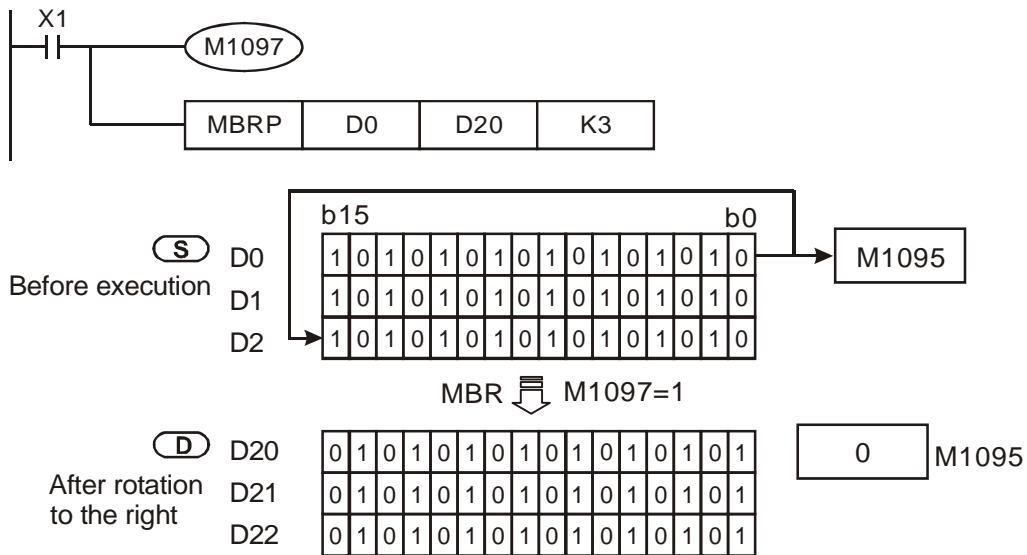 X1
M1097
MBRP D0 D20 K3
b15 b0
S D0 1 0 1 0 1 0 1 0 1 0 1 0 1 0 1 0 M1095
Before execution D1 1 0 1 0 1 0 1 0 1 0 1 0 1 0 1 0
D2 1 0 1 0 1 0 1 0 1 0 1 0 1 0 1 0
MBR M1097=1
D D20 0 1 0 1 0 1 0 1 0 1 0 1 0 1 0 1 0 M1095
After rotation D21 0 1 0 1 0 1 0 1 0 1 0 1 0 1 0 1
to the right D22 0 1 0 1 0 1 0 1 0 1 0 1 0 1 0 1